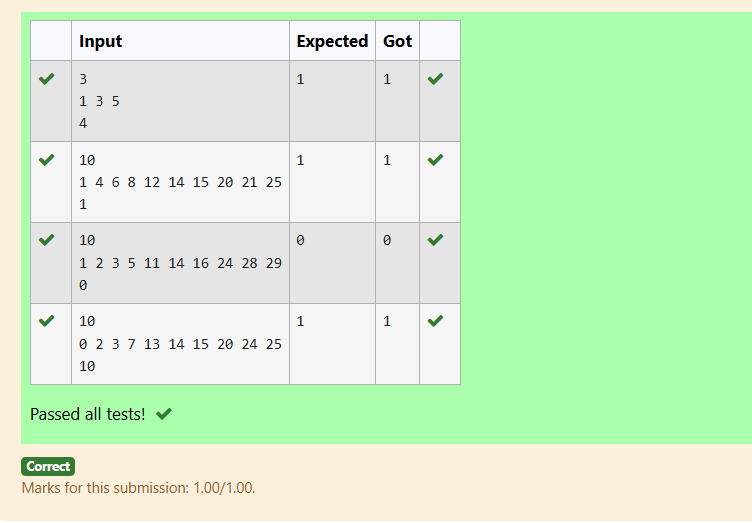 Input Expected Got
3 1 1
1 3 5
4
10 1 1
1 4 6 8 12 14 15 20 21 25
1
10 0 0
1 2 3 5 11 14 16 24 28 29
0
10 1 1
0 2 3 7 13 14 15 20 24 25
10
Passed all tests!
Correct
Marks for this submission: 1.00/1.00.